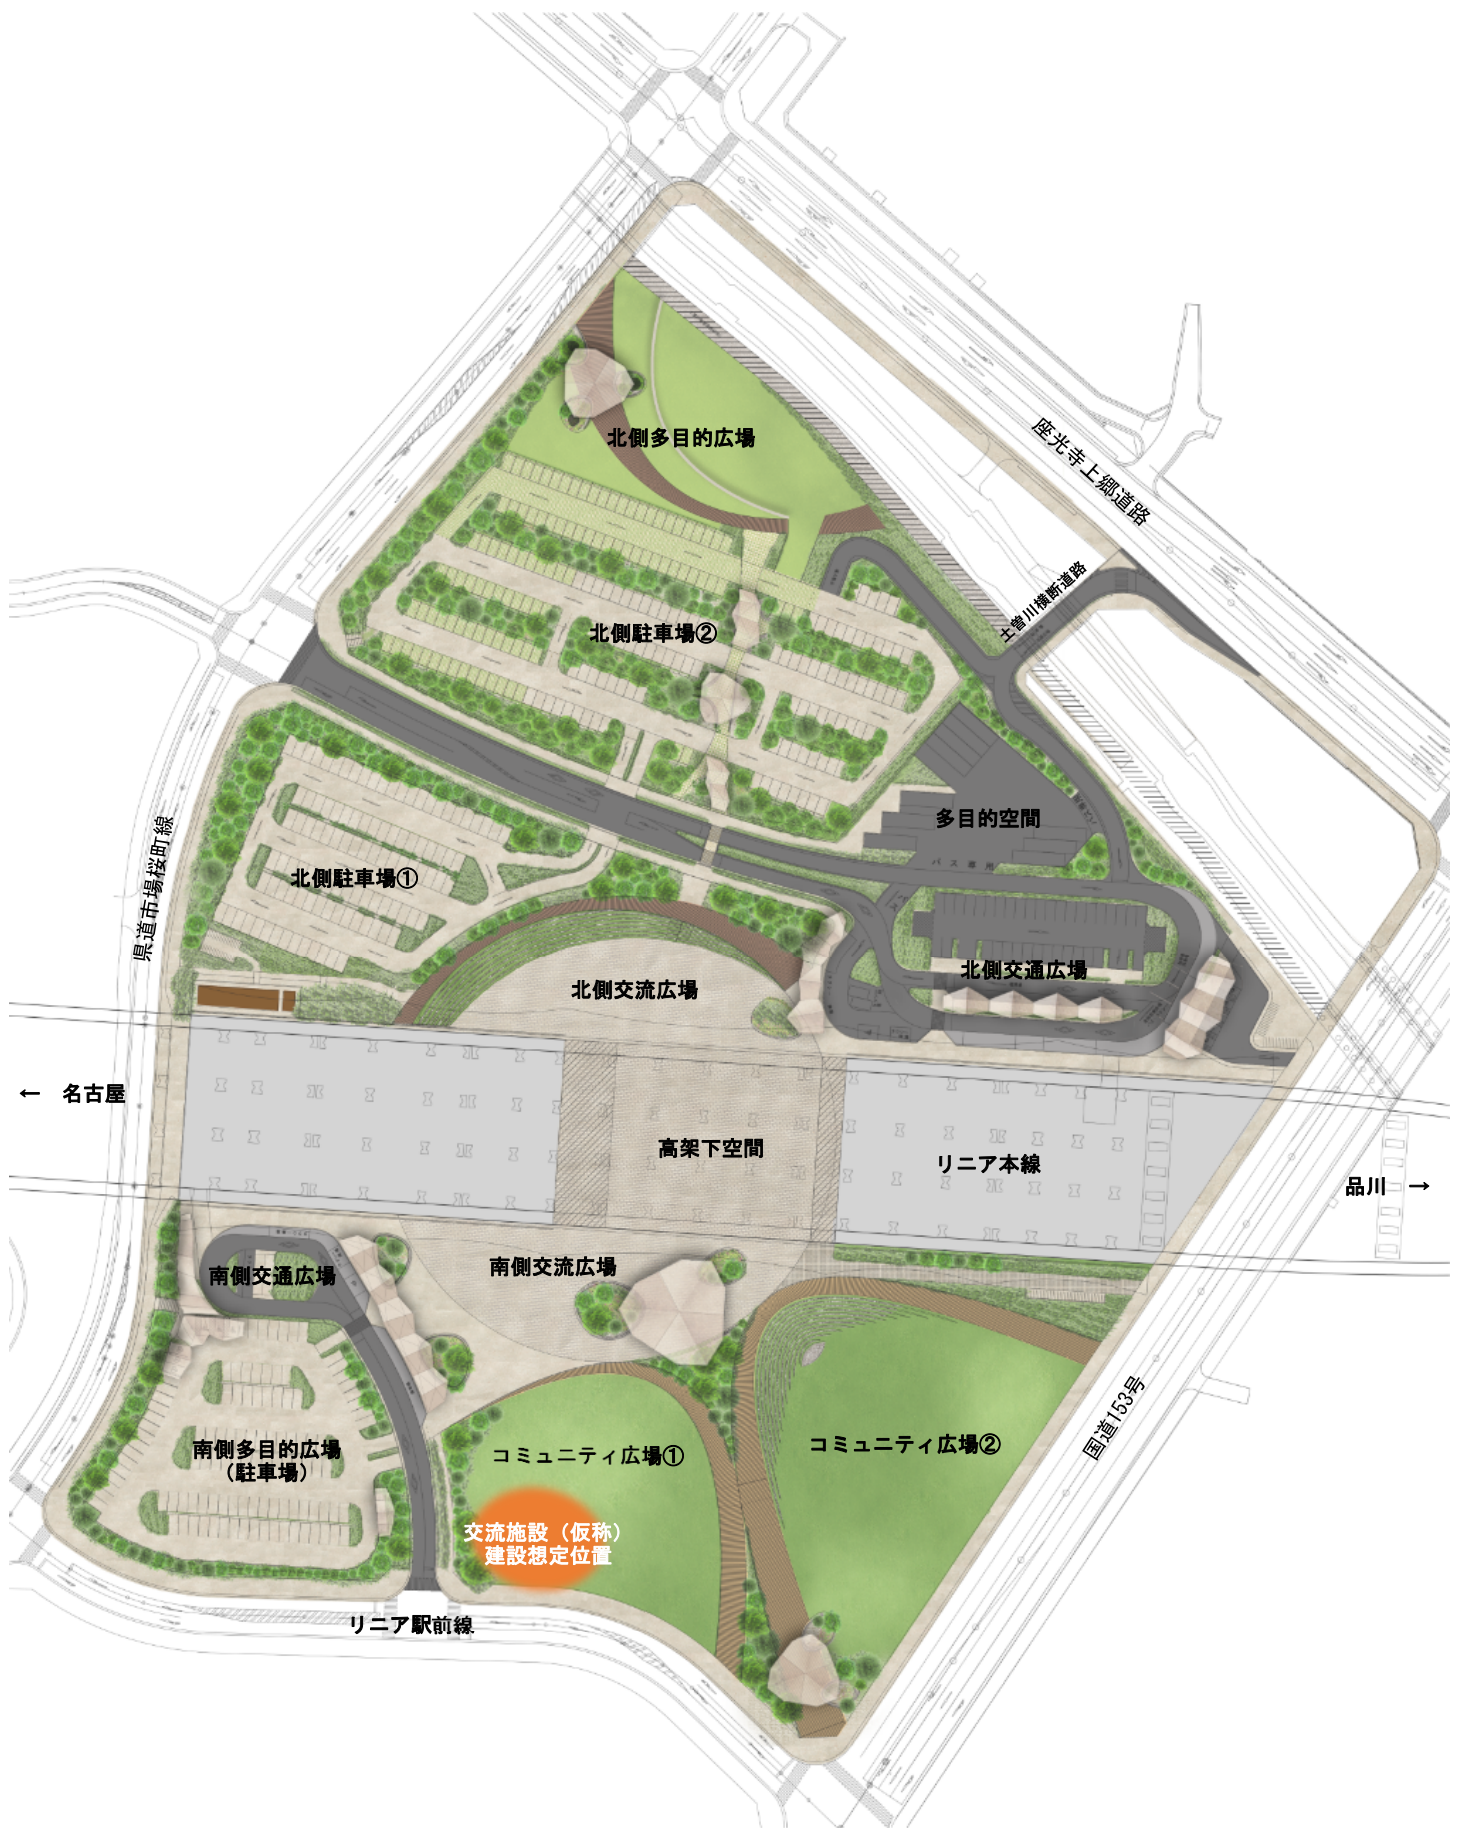 北側多目的広場
座光寺上郷道路
土曽川横断道路
北側駐車場②
多目的空間
バス専用
県道市場桜町線
北側駐車場①
北側交通広場
北側交流広場
← 名古屋
高架下空間
リニア本線
品川 →
南側交流広場
南側交通広場
国道153号
南側多目的広場
（駐車場）
コミュニティ広場①
コミュニティ広場②
交流施設（仮称）
建設想定位置
リニア駅前線